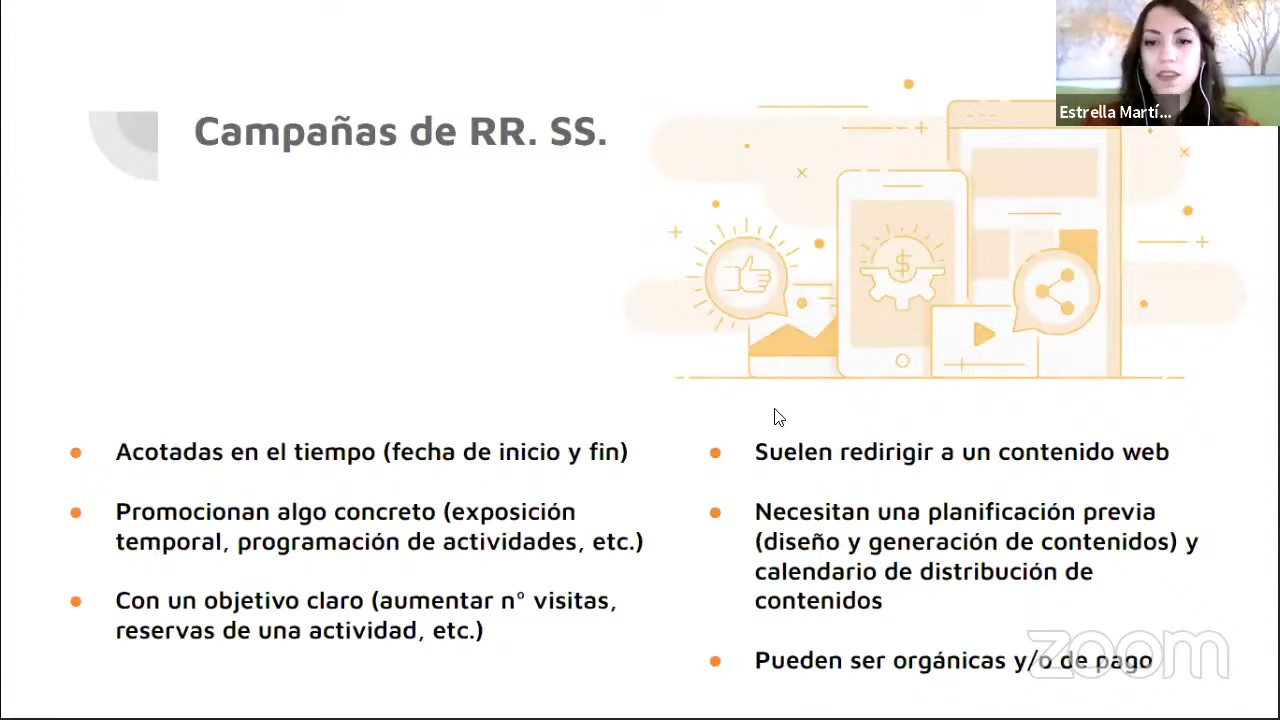 Estrella Martí...
Campañas de RR. SS.
$
Acotadas en el tiempo (fecha de inicio y fin)
Promocionan algo concreto (exposición
temporal, programación de actividades, etc.)
Con un objetivo claro (aumentar nº visitas,
reservas de una actividad, etc.)
Suelen redirigir a un contenido web
Necesitan una planificación previa
(diseño y generación de contenidos) y
calendario de distribución de
contenidos
Pueden ser orgánicas y/o de pago
zoom